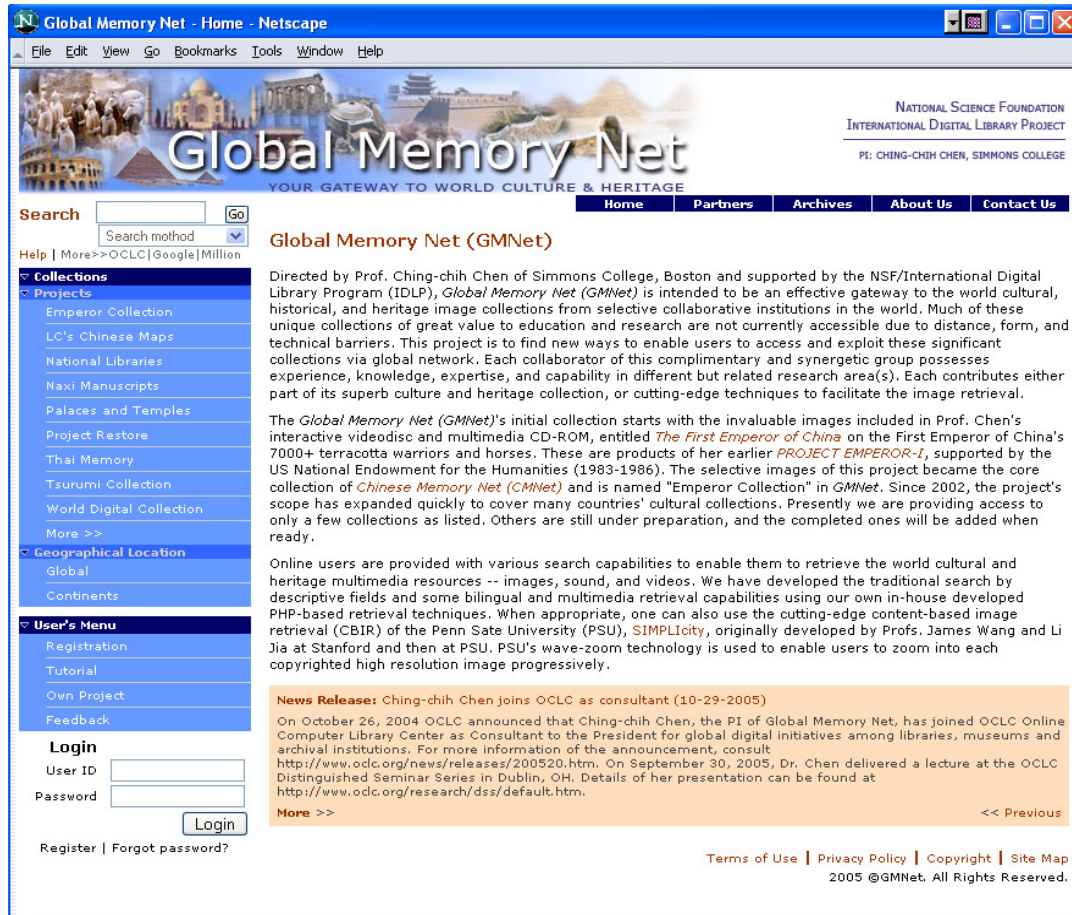 Global Memory Net - Home - Netscape
File Edit View Go Bookmarks Tools Window Help
Global Memory Net
YOUR GATEWAY TO WORLD CULTURE & HERITAGE
NATIONAL SCIENCE FOUNDATION
INTERNATIONAL DIGITAL LIBRARY PROJECT
PI: CHING-CHIH CHEN, SIMMONS COLLEGE
Home Partners Archives About Us Contact Us
Search Go
Search mothod
Help | More>>OCLC|Google|Million
Collections
Projects
Emperor Collection
LC's Chinese Maps
National Libraries
Naxi Manuscripts
Palaces and Temples
Project Restore
Thai Memory
Tsurumi Collection
World Digital Collection
More >>
Geographical Location
Global
Continents
User's Menu
Registration
Tutorial
Own Project
Feedback
Login
User ID
Password
Login
Register | Forgot password?
Global Memory Net (GMNet)
Directed by Prof. Ching-chih Chen of Simmons College, Boston and supported by the NSF/International Digital
Library Program (IDLP), Global Memory Net (GMNet) is intended to be an effective gateway to the world cultural,
historical, and heritage image collections from selective collaborative institutions in the world. Much of these
unique collections of great value to education and research are not currently accessible due to distance, form, and
technical barriers. This project is to find new ways to enable users to access and exploit these significant
collections via global network. Each collaborator of this complimentary and synergetic group possesses
experience, knowledge, expertise, and capability in different but related research area(s). Each contributes either
part of its superb culture and heritage collection, or cutting-edge techniques to facilitate the image retrieval.
The Global Memory Net (GMNet)'s initial collection starts with the invaluable images included in Prof. Chen's
interactive videodisc and multimedia CD-ROM, entitled The First Emperor of China on the First Emperor of China's
7000+ terracotta warriors and horses. These are products of her earlier PROJECT EMPEROR-I, supported by the
US National Endowment for the Humanities (1983-1986). The selective images of this project became the core
collection of Chinese Memory Net (CMNet) and is named "Emperor Collection" in GMNet. Since 2002, the project's
scope has expanded quickly to cover many countries' cultural collections. Presently we are providing access to
only a few collections as listed. Others are still under preparation, and the completed ones will be added when
ready.
Online users are provided with various search capabilities to enable them to retrieve the world cultural and
heritage multimedia resources -- images, sound, and videos. We have developed the traditional search by
descriptive fields and some bilingual and multimedia retrieval capabilities using our own in-house developed
PHP-based retrieval techniques. When appropriate, one can also use the cutting-edge content-based image
retrieval (CBIR) of the Penn Sate University (PSU), SIMPLIcity, originally developed by Profs. James Wang and Li
Jia at Stanford and then at PSU. PSU's wave-zoom technology is used to enable users to zoom into each
copyrighted high resolution image progressively.
News Release: Ching-chih Chen joins OCLC as consultant (10-29-2005)
On October 26, 2004 OCLC announced that Ching-chih Chen, the PI of Global Memory Net, has joined OCLC Online
Computer Library Center as Consultant to the President for global digital initiatives among libraries, museums and
archival institutions. For more information of the announcement, consult
http://www.oclc.org/news/releases/200520.htm. On September 30, 2005, Dr. Chen delivered a lecture at the OCLC
Distinguished Seminar Series in Dublin, OH. Details of her presentation can be found at
http://www.oclc.org/research/dss/default.htm.
More >> << Previous
Terms of Use | Privacy Policy | Copyright | Site Map
2005 ©GMNet. All Rights Reserved.